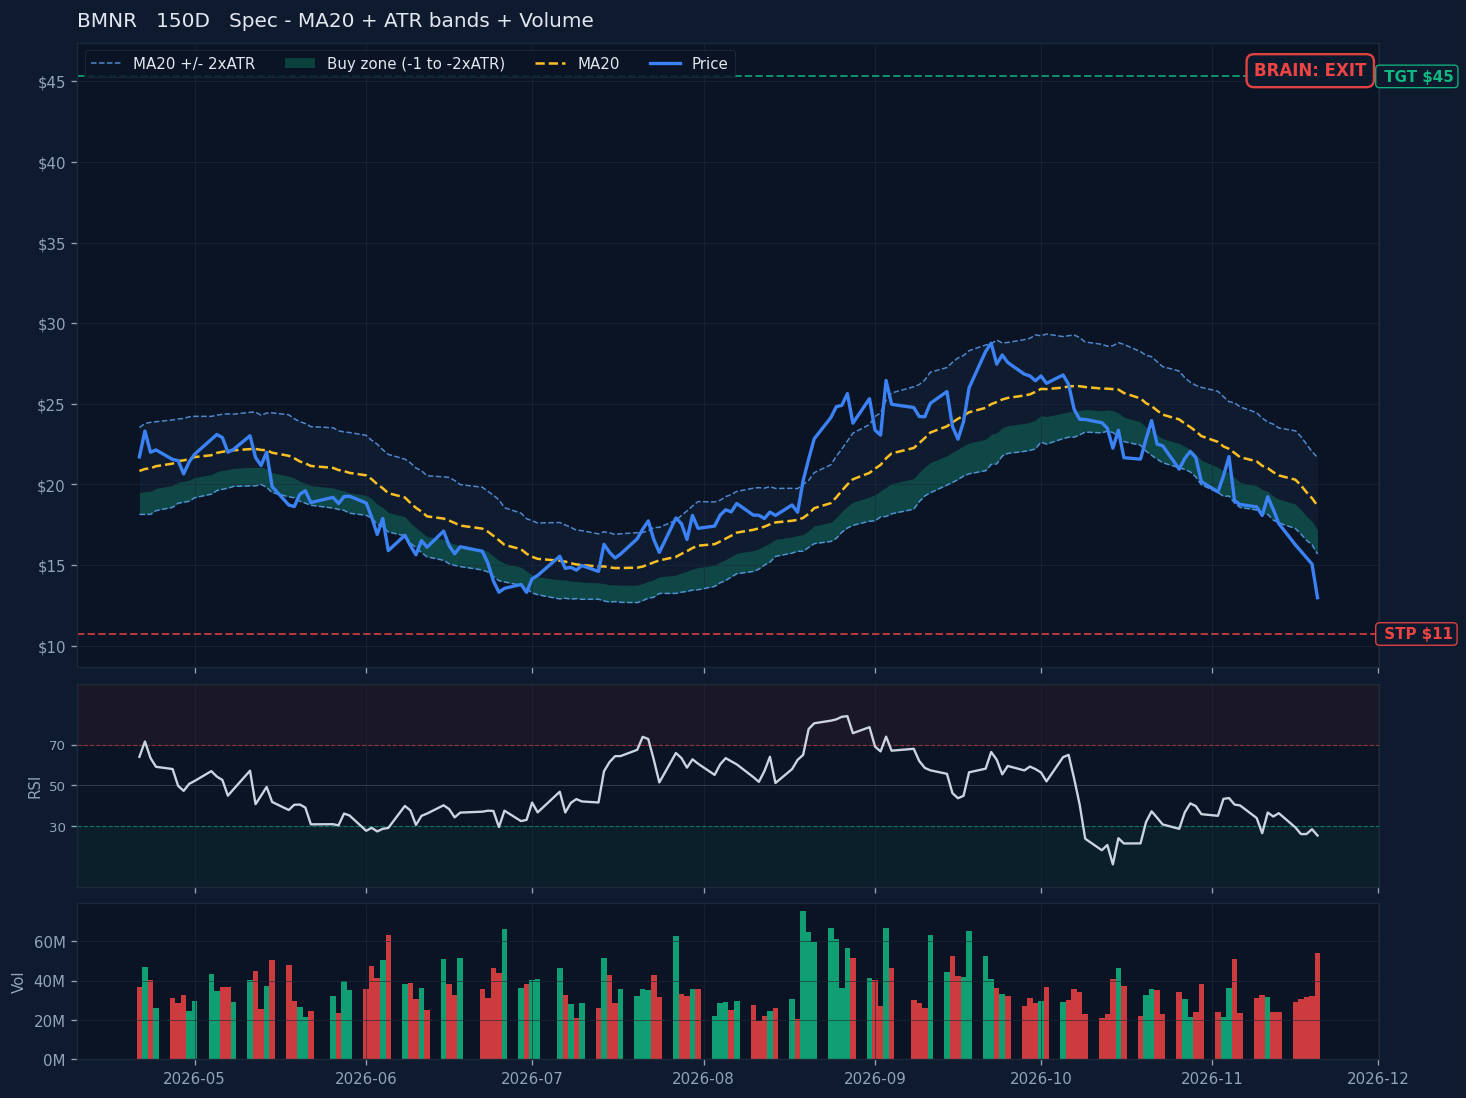 BMNR   150D   Spec - MA20 + ATR bands + Volume
MA20 +/- 2xATR
Buy zone (-1 to -2xATR)
MA20
Price
BRAIN: EXIT
TGT $45
$45
$40
$35
$30
$25
$20
$15
$10
STP $11
RSI
70
50
30
Vol
60M
40M
20M
0M
2026-05
2026-06
2026-07
2026-08
2026-09
2026-10
2026-11
2026-12